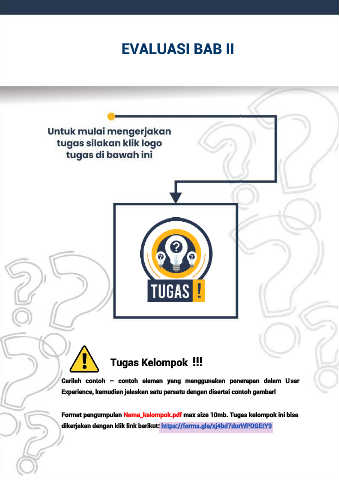 EVALUASI BAB II
Untuk mulai mengerjakan
tugas silakan klik logo
tugas di bawah ini
TUGAS !
Tugas Kelompok !!!
Carilah contoh – contoh elemen yang menggunakan penerapan dalam User
Experience, kemudian jelaskan satu persatu dengan disertai contoh gambar!
Format pengumpulan Nama_kelompok.pdf max size 10mb. Tugas kelompok ini bisa
dikerjakan dengan klik link berikut: